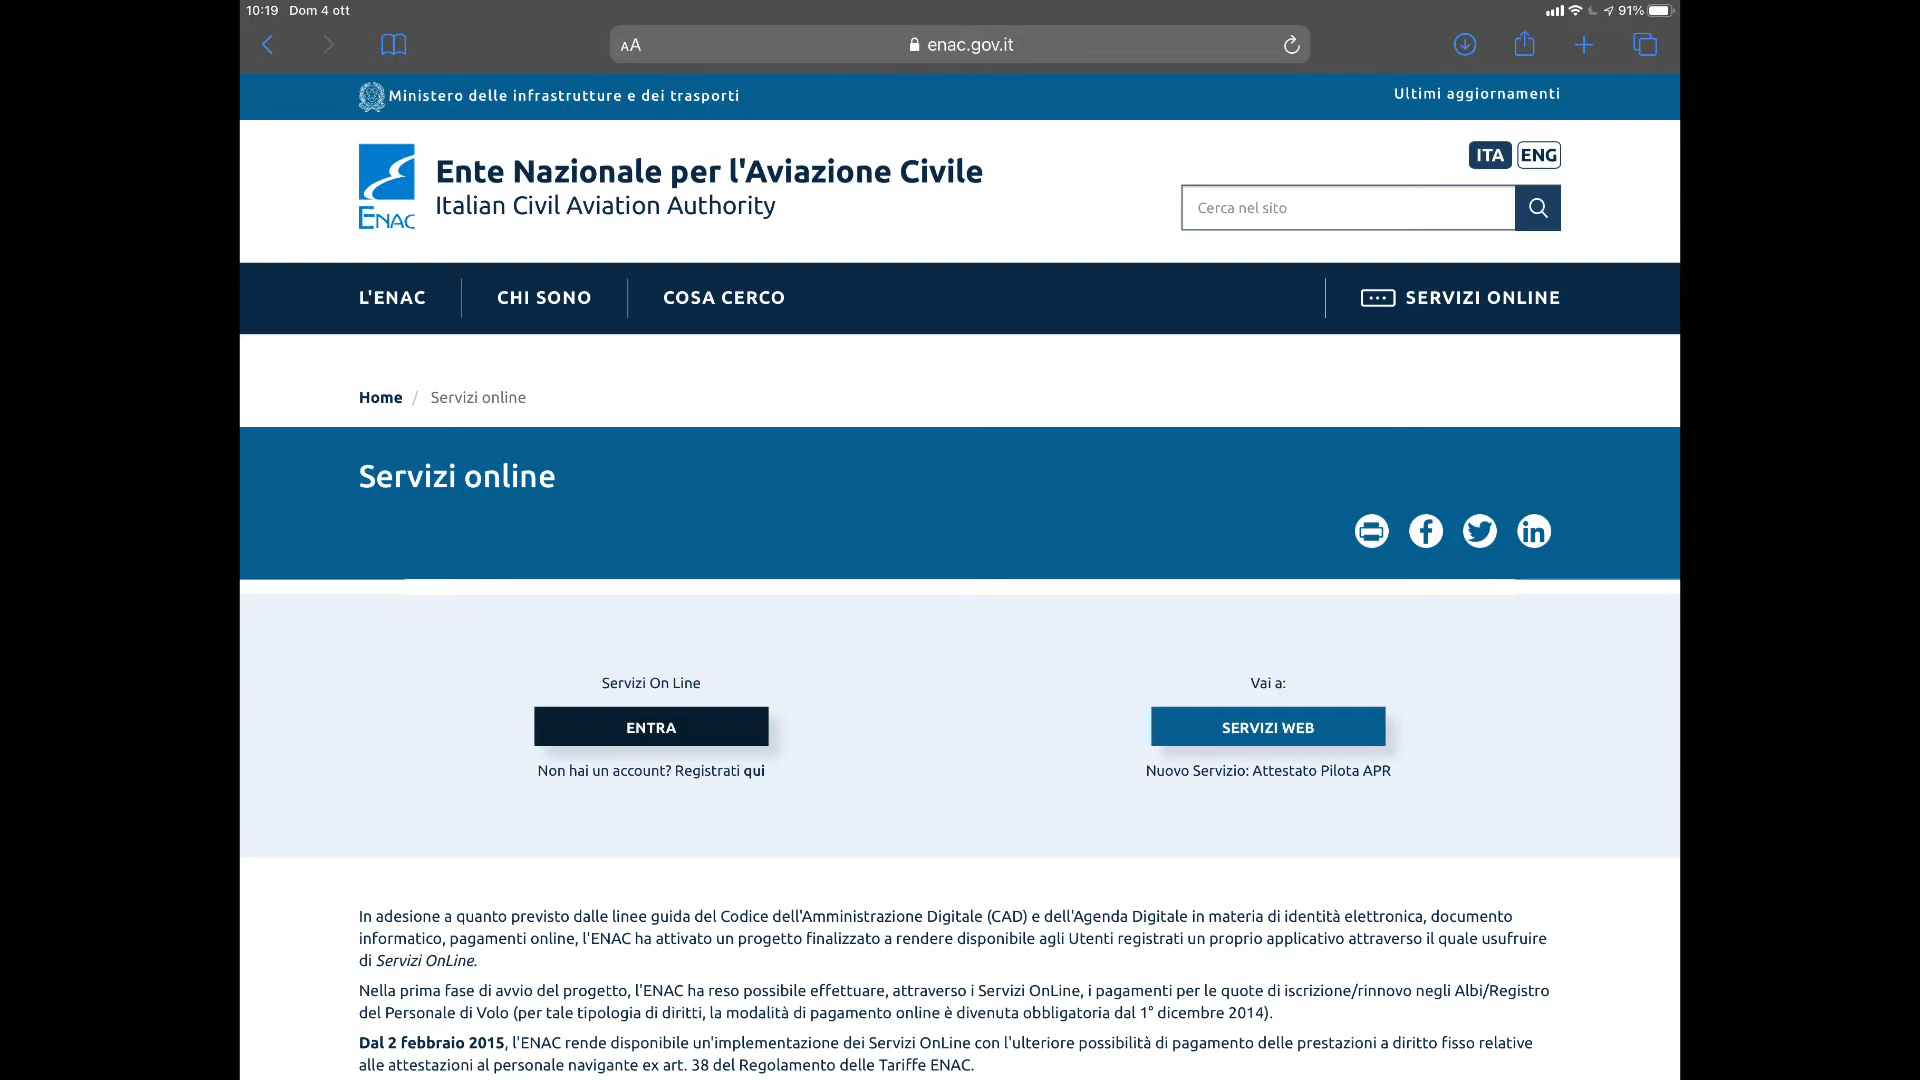 10:19 Dom 4 ott
91%
AA
enac.gov.it
Ministero delle infrastrutture e dei trasporti
Ultimi aggiornamenti
ENAC
Ente Nazionale per l'Aviazione Civile
Italian Civil Aviation Authority
ITA ENG
Cerca nel sito
L'ENAC
CHI SONO
COSA CERCO
SERVIZI ONLINE
Home / Servizi online
Servizi online
Servizi On Line
ENTRA
Non hai un account? Registrati qui
Vai a:
SERVIZI WEB
Nuovo Servizio: Attestato Pilota APR
In adesione a quanto previsto dalle linee guida del Codice dell'Amministrazione Digitale (CAD) e dell'Agenda Digitale in materia di identità elettronica, documento
informatico, pagamenti online, l'ENAC ha attivato un progetto finalizzato a rendere disponibile agli Utenti registrati un proprio applicativo attraverso il quale usufruire
di Servizi OnLine.
Nella prima fase di avvio del progetto, l'ENAC ha reso possibile effettuare, attraverso i Servizi OnLine, i pagamenti per le quote di iscrizione/rinnovo negli Albi/Registro
del Personale di Volo (per tale tipologia di diritti, la modalità di pagamento online è divenuta obbligatoria dal 1° dicembre 2014).
Dal 2 febbraio 2015, l'ENAC rende disponibile un'implementazione dei Servizi OnLine con l'ulteriore possibilità di pagamento delle prestazioni a diritto fisso relative
alle attestazioni al personale navigante ex art. 38 del Regolamento delle Tariffe ENAC.